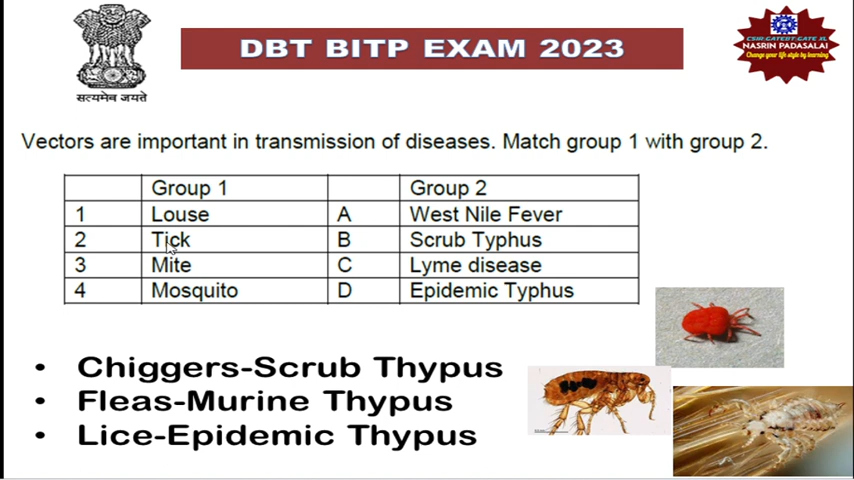 DBT BITP EXAM 2023
CSIR:GATEBT:GATE XL
NASRIN PADASALAI
Change your life style by learning
सत्यमेव जयते
Vectors are important in transmission of diseases. Match group 1 with group 2.
Group 1 Group 2
1 Louse A West Nile Fever
2 Tick B Scrub Typhus
3 Mite C Lyme disease
4 Mosquito D Epidemic Typhus
• Chiggers-Scrub Thypus
• Fleas-Murine Thypus
• Lice-Epidemic Thypus